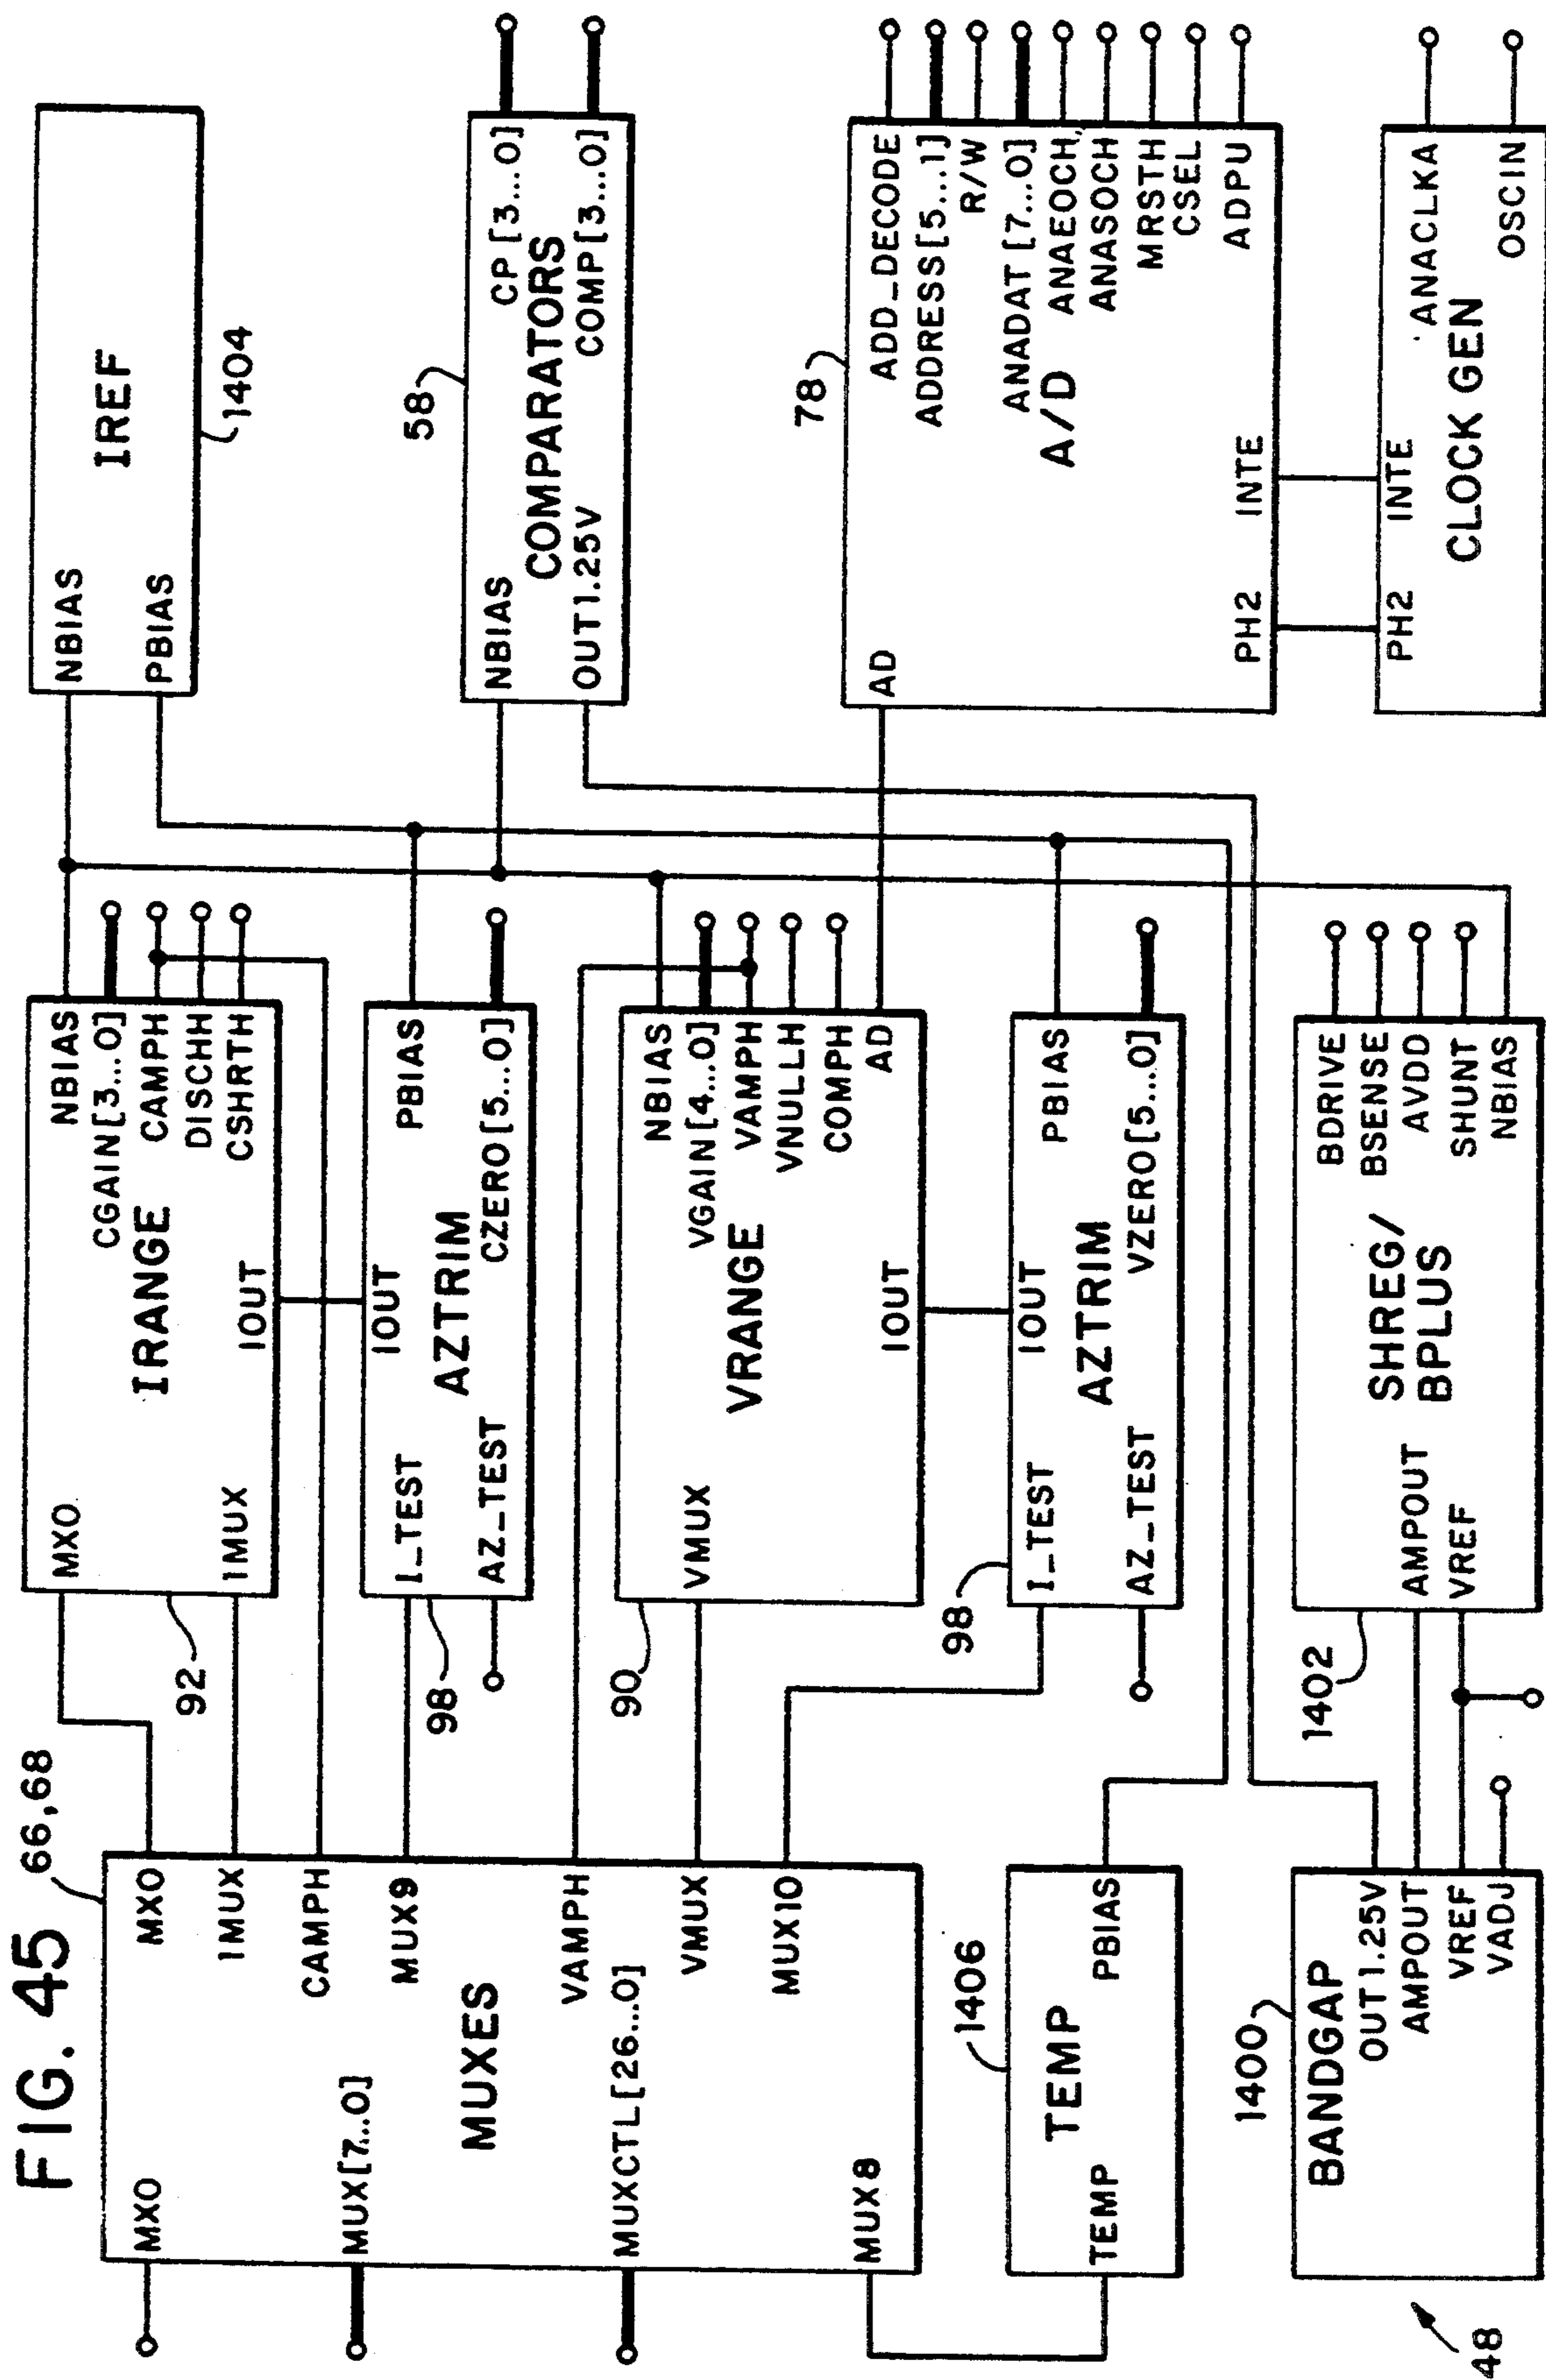 FIG. 45
66,68
MXO
MUX[7...0]
MUXCTL[26...0]
MUX8
MUXES
MXO
IMUX
CAMPH
MUX9
VAMPH
VMUX
MUX10
TEMP
TEMP
PBIAS
1406
1400
BANDGAP
OUT1.25V
AMPOUT
VREF
VADJ
48
MXO
IMUX
IRANGE
IOUT
NBIAS
CGAIN[3...0]
CAMPH
DISCHH
CSHRTH
92
I_TEST
AZ_TEST
AZTRIM
IOUT
PBIAS
CZERO[5...0]
98
VMUX
VRANGE
IOUT
NBIAS
VGAIN[4...0]
VAMPH
VNULLH
COMPH
AD
90
I_TEST
AZ_TEST
AZTRIM
IOUT
PBIAS
VZERO[5...0]
98
AMPOUT
VREF
SHREG/
BPLUS
BDRIVE
BSENSE
AVDD
SHUNT
NBIAS
1402
NBIAS
PBIAS
IREF
1404
NBIAS
OUT1.25V
COMPARATORS
CP[3...0]
COMP[3...0]
58
AD
A/D
PH2
INTE
ADD_DECODE
ADDRESS[5...1]
R/W
ANADAT[7...0]
ANAEOCH
ANASOCH
MRSTH
CSEL
ADPU
78
PH2
INTE
CLOCK GEN
ANACLKA
OSCIN